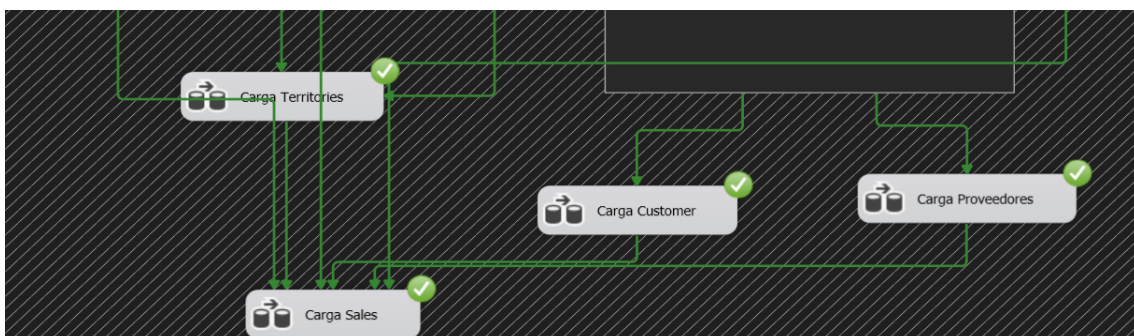 Carga Territories
Carga Customer
Carga Proveedores
Carga Sales